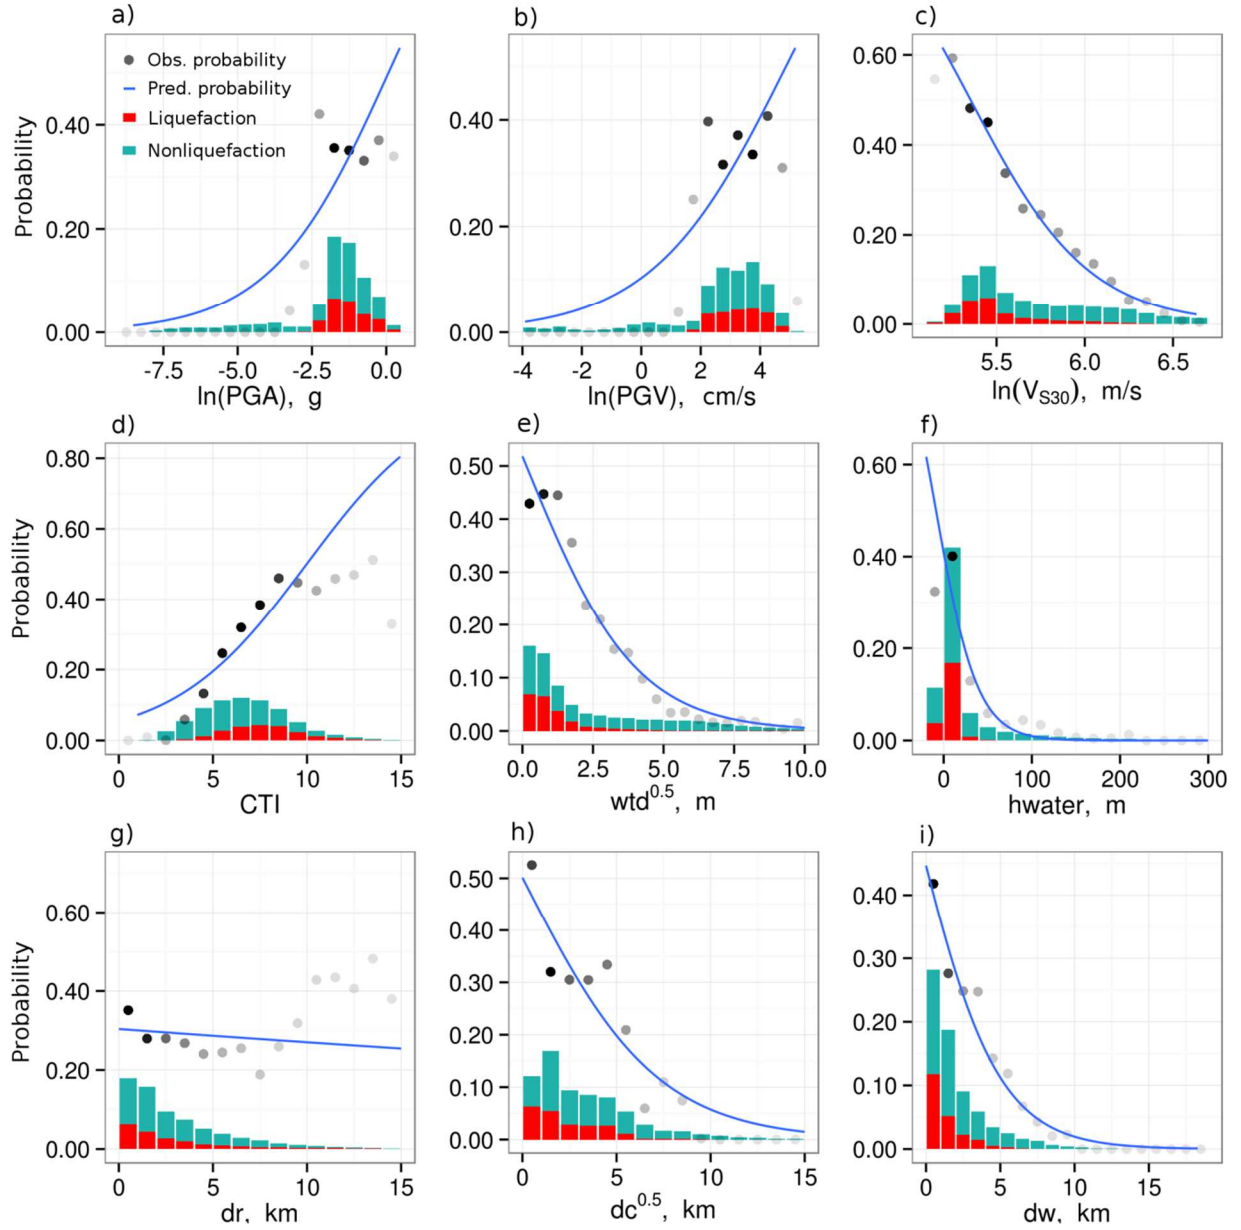 a)
Obs. probability
Pred. probability
Liquefaction
Nonliquefaction
Probability
0.40
0.20
0.00
-7.5 -5.0 -2.5 0.0
ln(PGA), g
b)
0.40
0.20
0.00
-4 -2 0 2 4
ln(PGV), cm/s
c)
0.60
0.40
0.20
0.00
5.5 6.0 6.5
ln(V_S30), m/s
d)
Probability
0.80
0.60
0.40
0.20
0.00
0 5 10 15
CTI
e)
0.50
0.40
0.30
0.20
0.10
0.00
0.0 2.5 5.0 7.5 10.0
wtd^0.5, m
f)
0.60
0.40
0.20
0.00
0 100 200 300
hwater, m
g)
Probability
0.60
0.40
0.20
0.00
0 5 10 15
dr, km
h)
0.50
0.40
0.30
0.20
0.10
0.00
0 5 10 15
dc^0.5, km
i)
0.40
0.30
0.20
0.10
0.00
0 5 10 15
dw, km